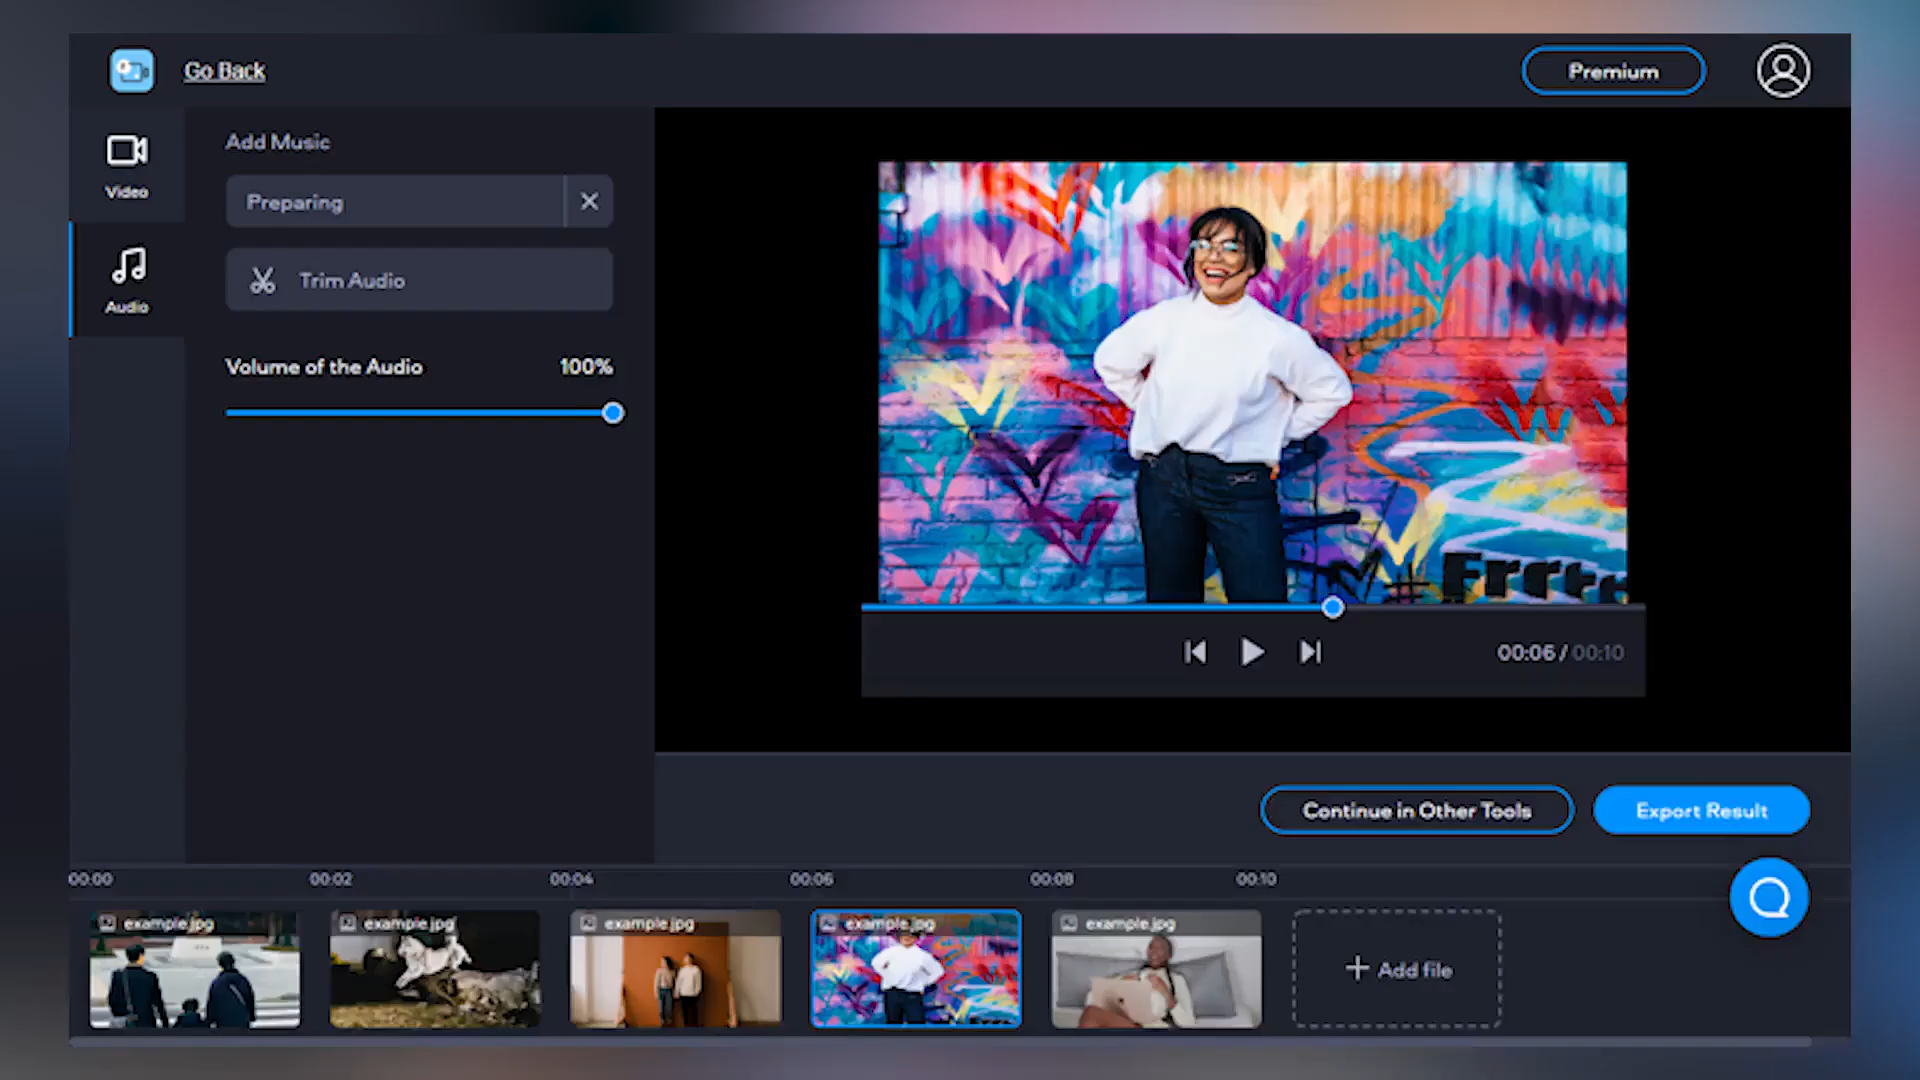 Go Back
Premium
Video
Audio
Add Music
Preparing
Trim Audio
Volume of the Audio 100%
00:06 / 00:10
Continue in Other Tools
Export Result
00:00 00:02 00:04 00:06 00:08 00:10
example.jpg example.jpg example.jpg example.jpg example.jpg
+ Add file